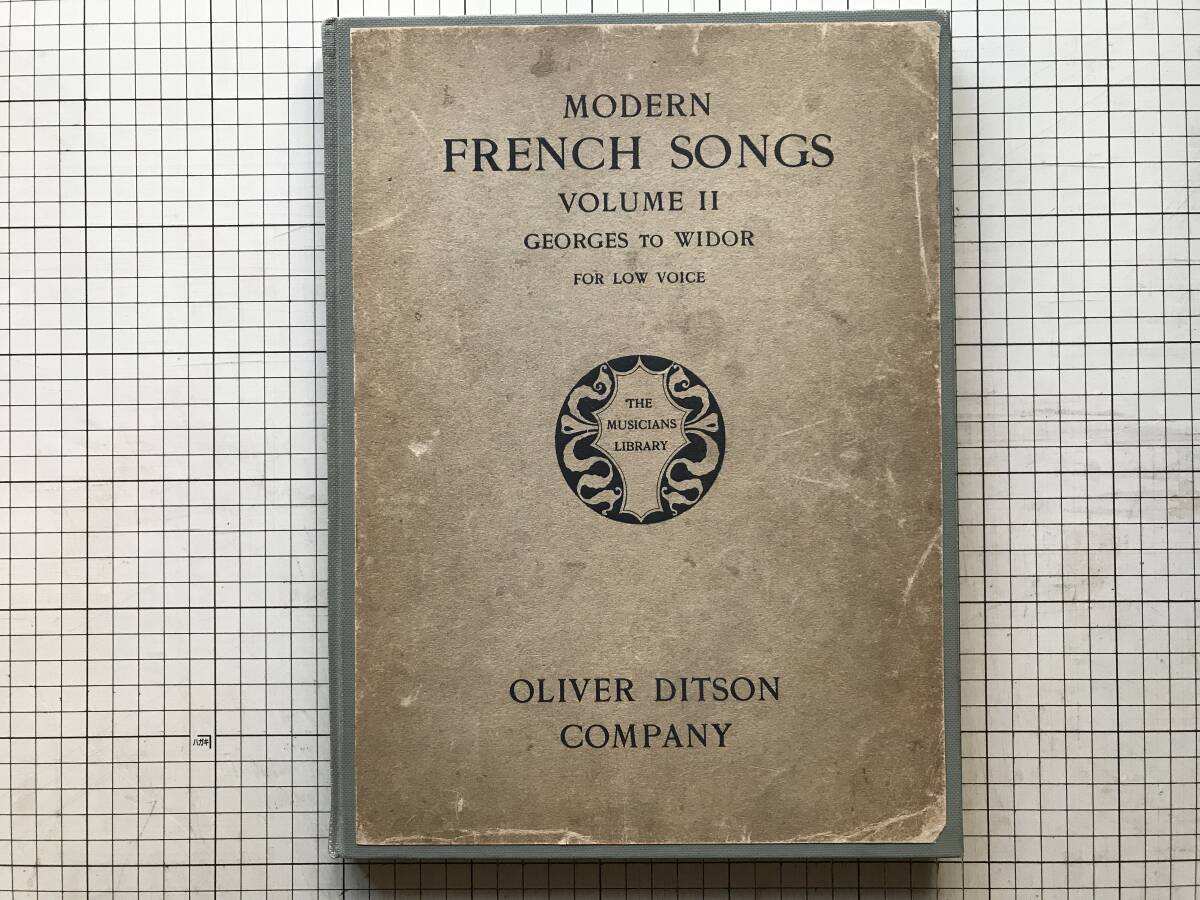 MODERN
FRENCH SONGS
VOLUME II
GEORGES TO WIDOR
FOR LOW VOICE
THE
MUSICIANS
LIBRARY
OLIVER DITSON
COMPANY
ハガキ